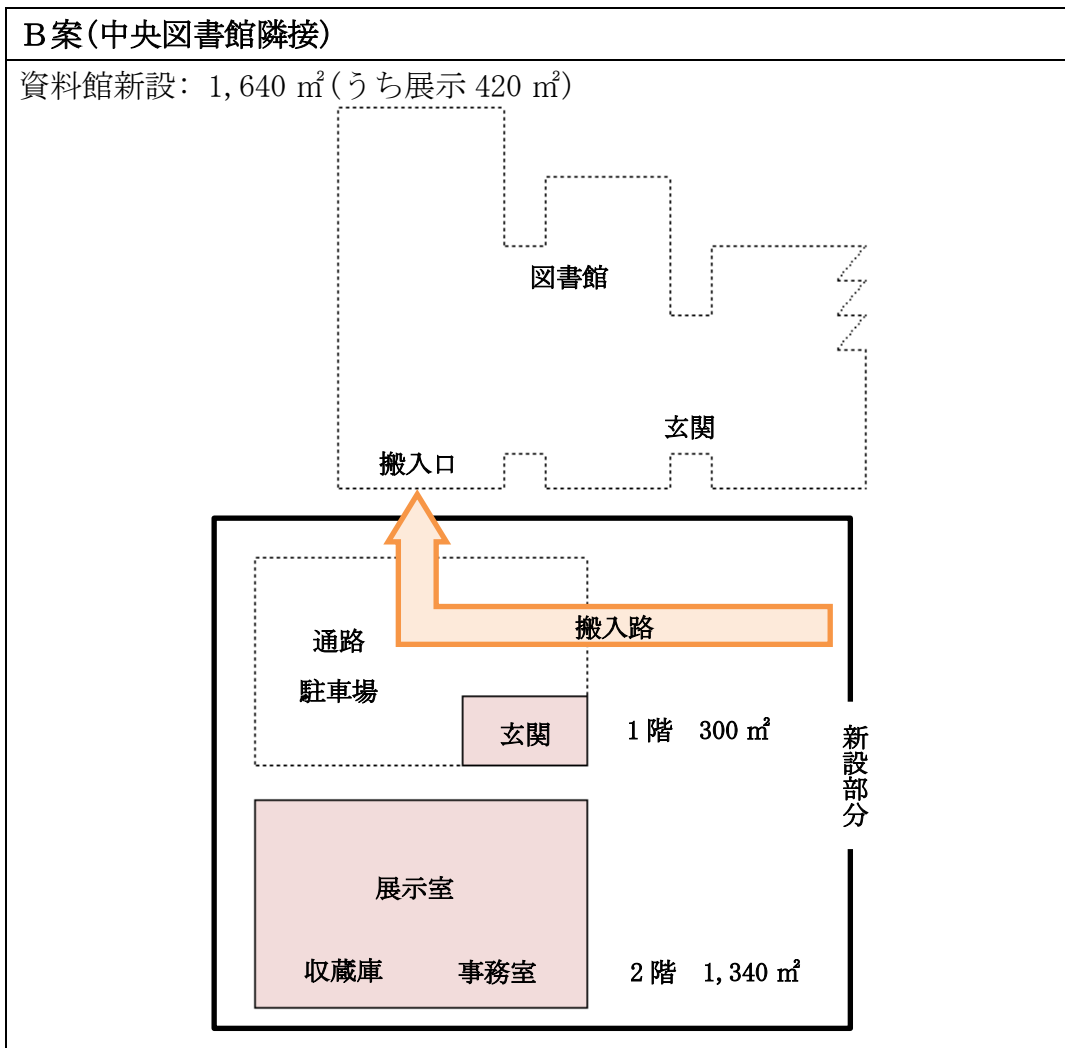 B案(中央図書館隣接)
資料館新設: 1,640 ㎡(うち展示 420 ㎡)
図書館
玄関
搬入口
搬入路
通路
駐車場
玄関
1階 300 ㎡
新設部分
展示室
収蔵庫
事務室
2階 1,340 ㎡